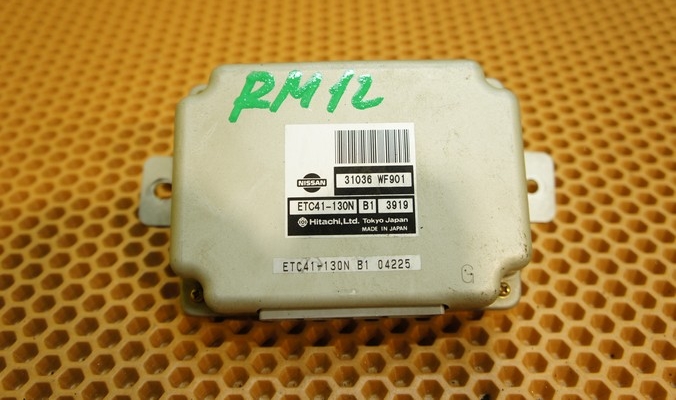 RM12
NISSAN
31036 WF901
ETC41-130N B1 3919
Hitachi,Ltd. Tokyo Japan
MADE IN JAPAN
ETC41-130N B1 04225
G